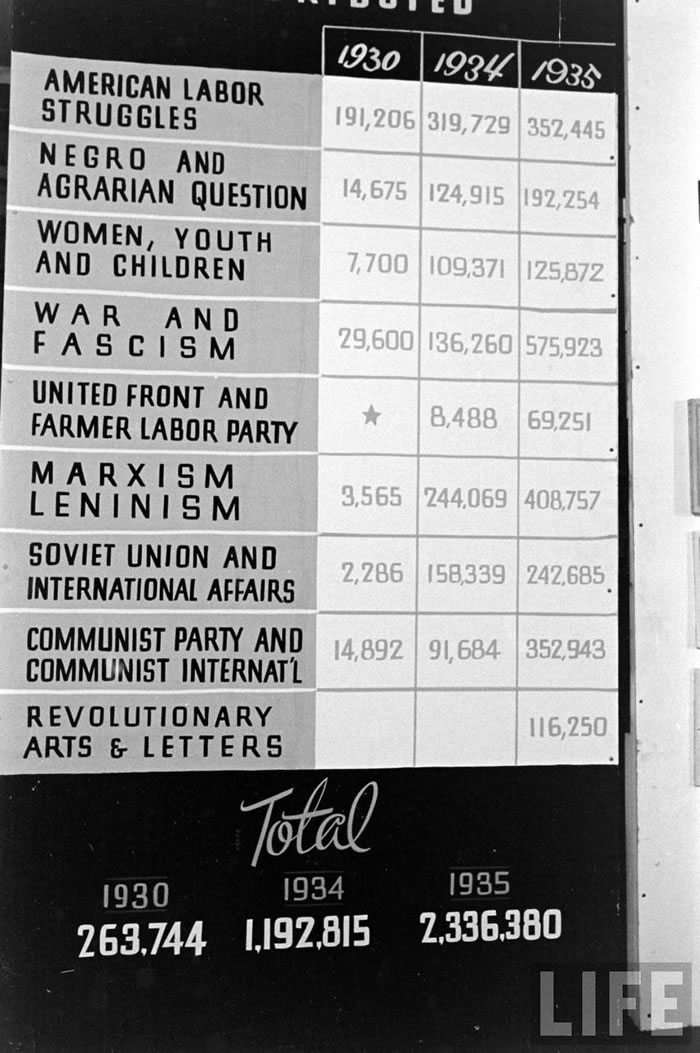 1930 1934 1935
AMERICAN LABOR
STRUGGLES
191,206 319,729 352,445
NEGRO AND
AGRARIAN QUESTION
14,675 124,915 192,254
WOMEN, YOUTH
AND CHILDREN
7,700 109,371 125,872
WAR AND
FASCISM
29,600 136,260 575,923
UNITED FRONT AND
FARMER LABOR PARTY
★ 8,488 69,251
MARXISM
LENINISM
3,565 244,069 408,757
SOVIET UNION AND
INTERNATIONAL AFFAIRS
2,286 158,339 242,685
COMMUNIST PARTY AND
COMMUNIST INTERNAT'L
14,892 91,684 352,943
REVOLUTIONARY
ARTS & LETTERS
116,250
Total
1930 1934 1935
263,744 1,192,815 2,336,380
LIFE